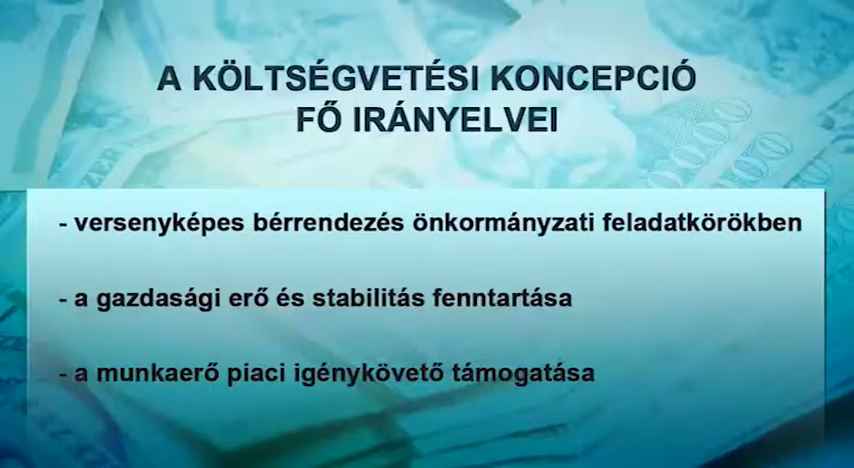 A KÖLTSÉGVETÉSI KONCEPCIÓ
FŐ IRÁNYELVEI
- versenyképes bérrendezés önkormányzati feladatkörökben
- a gazdasági erő és stabilitás fenntartása
- a munkaerő piaci igénykövető támogatása